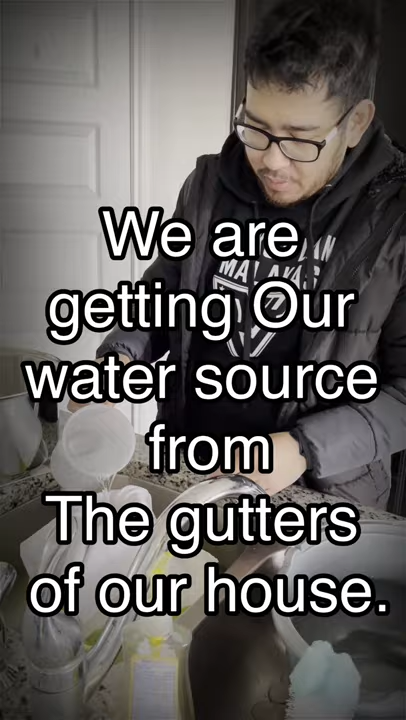 We are
getting Our
water source
from
The gutters
of our house.